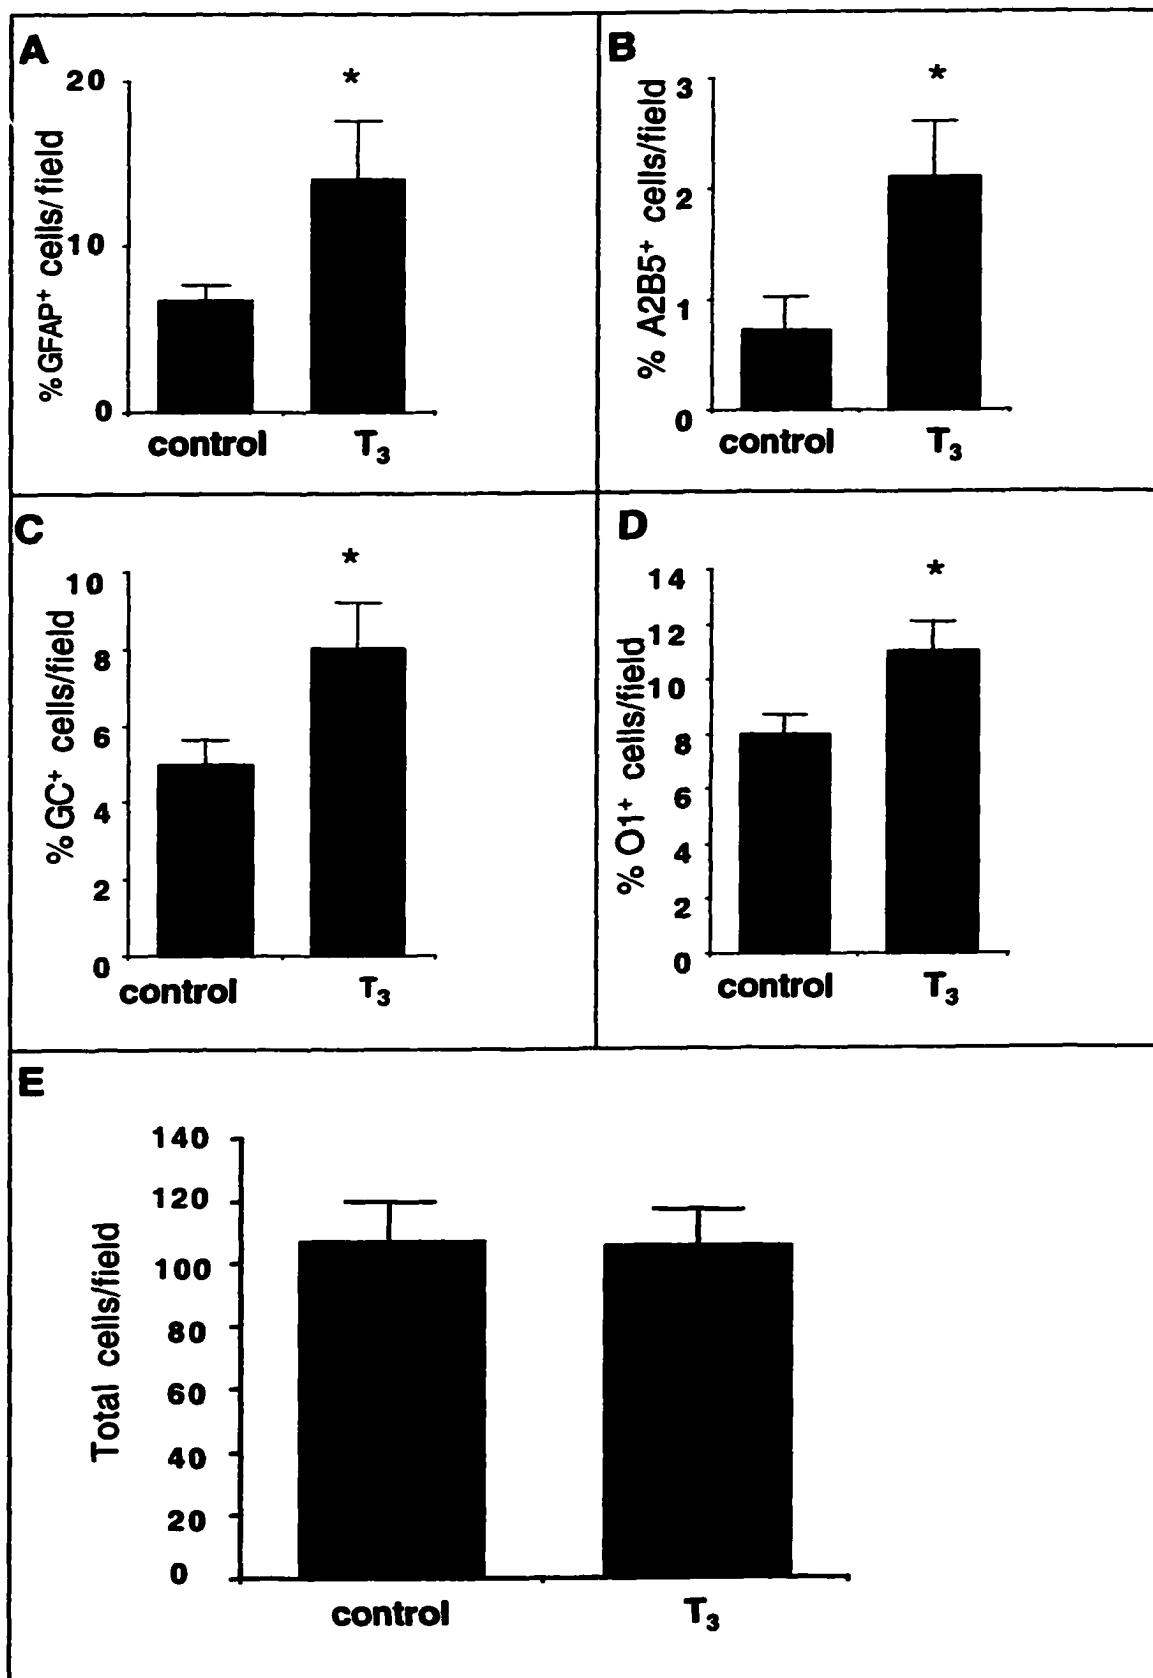 A
%GFAP⁺ cells/field
20
10
0
*
control
T₃
B
% A2B5⁺ cells/field
3
2
1
0
*
control
T₃
C
%GC⁺ cells/field
10
8
6
4
2
0
*
control
T₃
D
% O1⁺ cells/field
14
12
10
8
6
4
2
0
*
control
T₃
E
Total cells/field
140
120
100
80
60
40
20
0
control
T₃